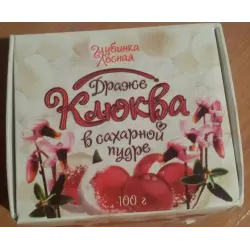 Глубинка
Лесная
Драже
Клюква
в сахарной
пудре
100 г